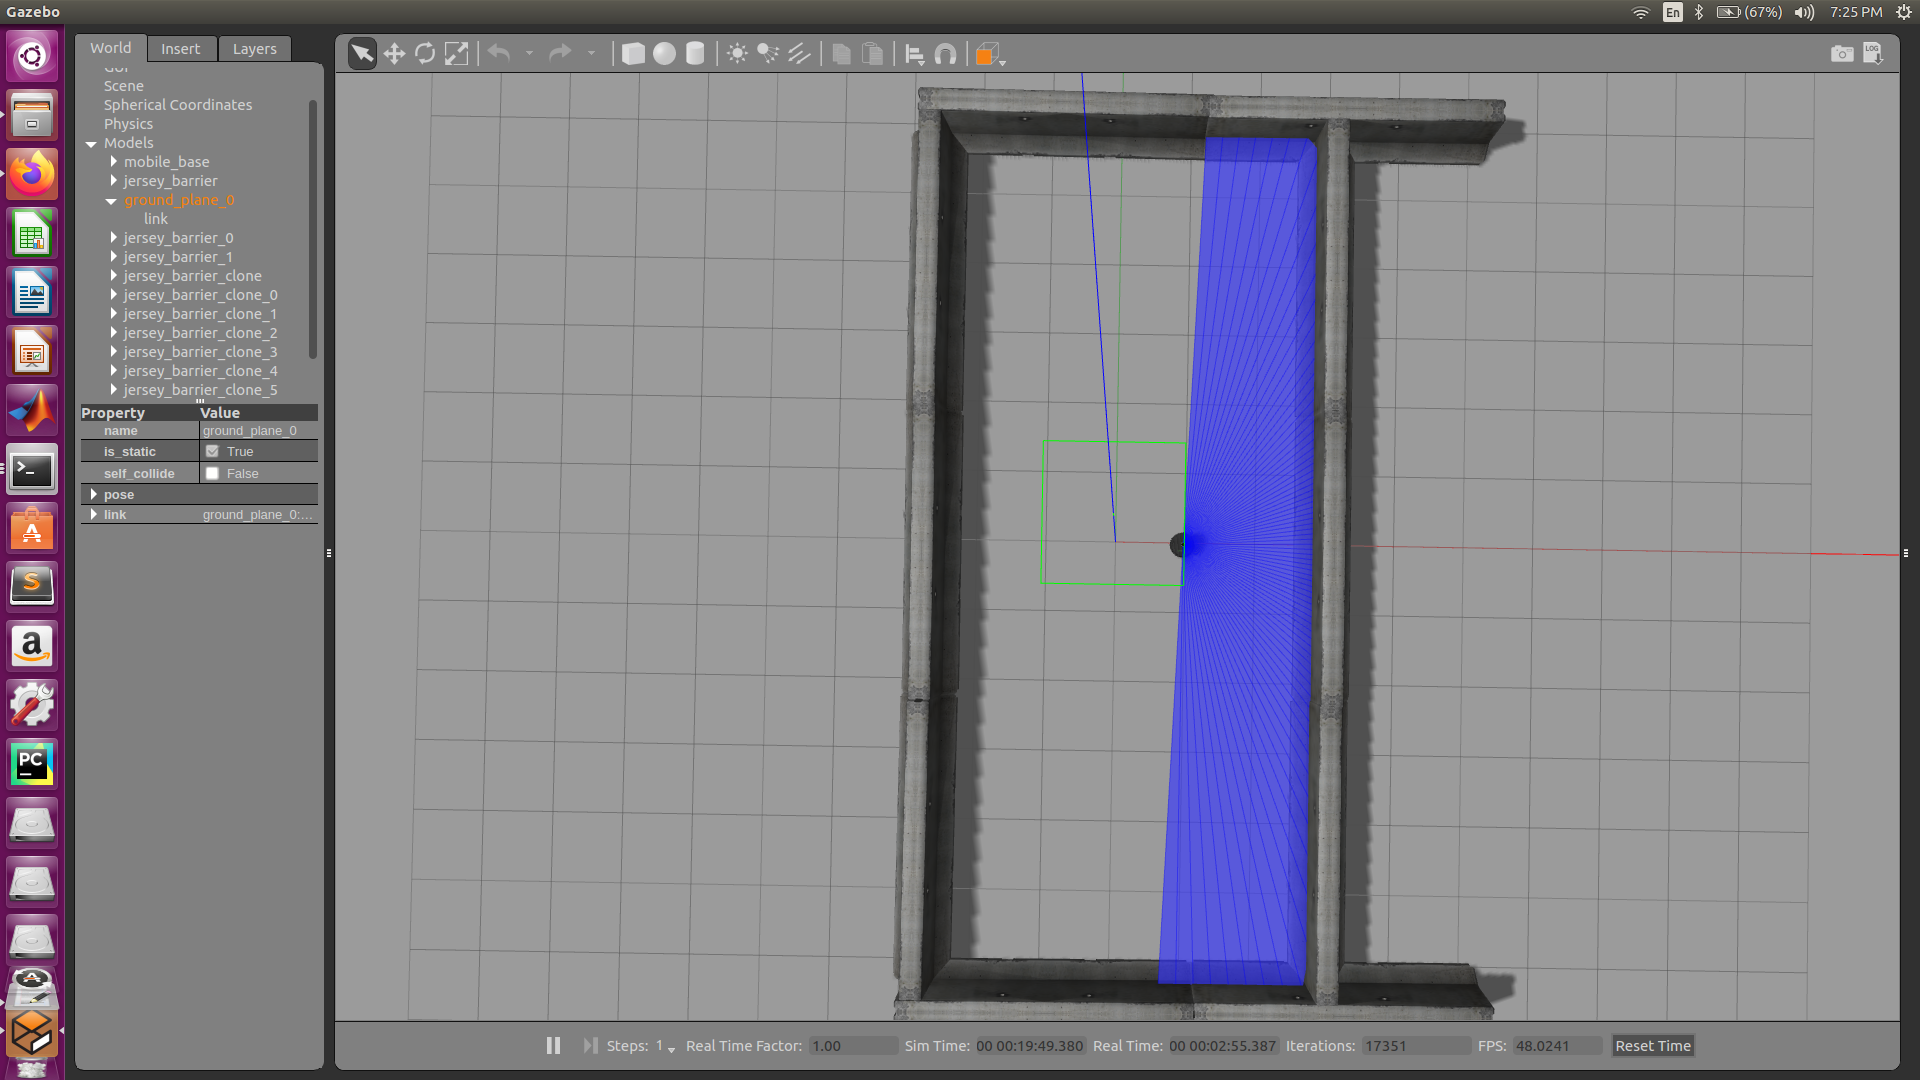 Gazebo
En
(67%)
7:25 PM
World
Insert
Layers
LOG
GUI
Scene
Spherical Coordinates
Physics
Models
mobile_base
jersey_barrier
ground_plane_0
link
jersey_barrier_0
jersey_barrier_1
jersey_barrier_clone
jersey_barrier_clone_0
jersey_barrier_clone_1
jersey_barrier_clone_2
jersey_barrier_clone_3
jersey_barrier_clone_4
jersey_barrier_clone_5
Property Value
name ground_plane_0
is_static True
self_collide False
pose
link ground_plane_0:...
PC
Steps: 1 Real Time Factor: 1.00 Sim Time: 00 00:19:49.380 Real Time: 00 00:02:55.387 Iterations: 17351 FPS: 48.0241 Reset Time